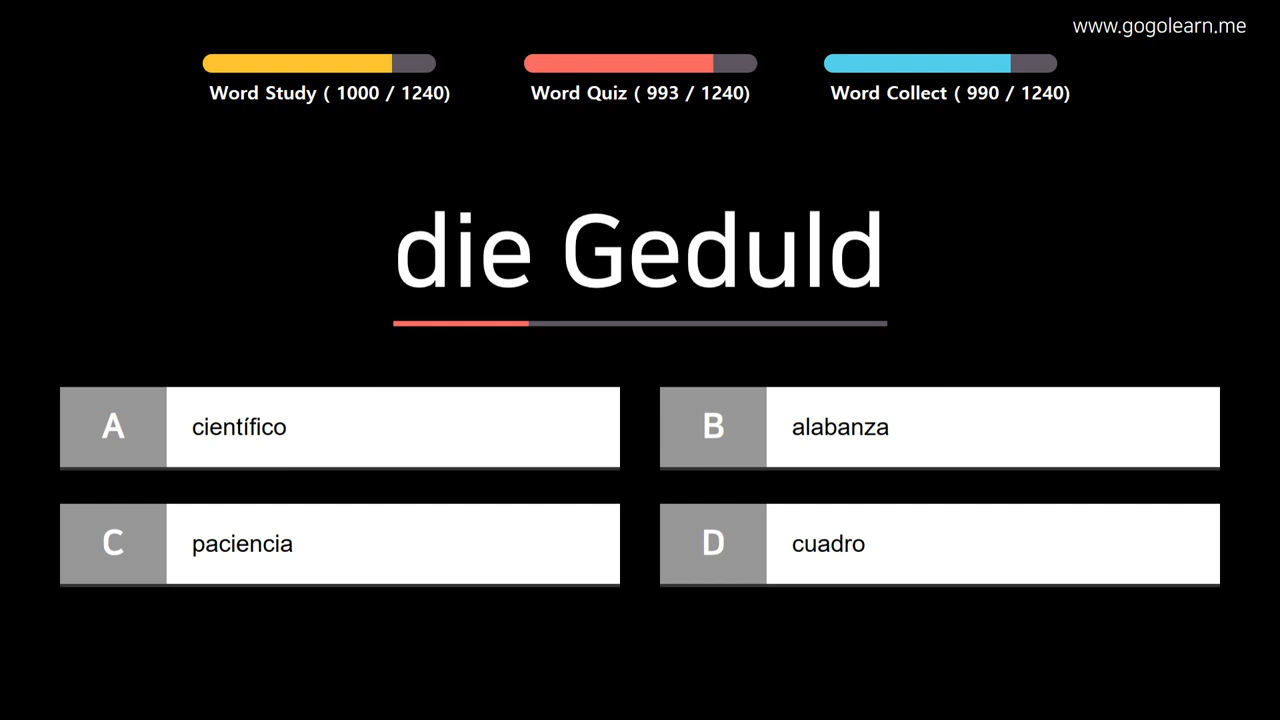 www.gogolearn.me
Word Study ( 1000 / 1240)
Word Quiz ( 993 / 1240)
Word Collect ( 990 / 1240)
die Geduld
A científico
B alabanza
C paciencia
D cuadro